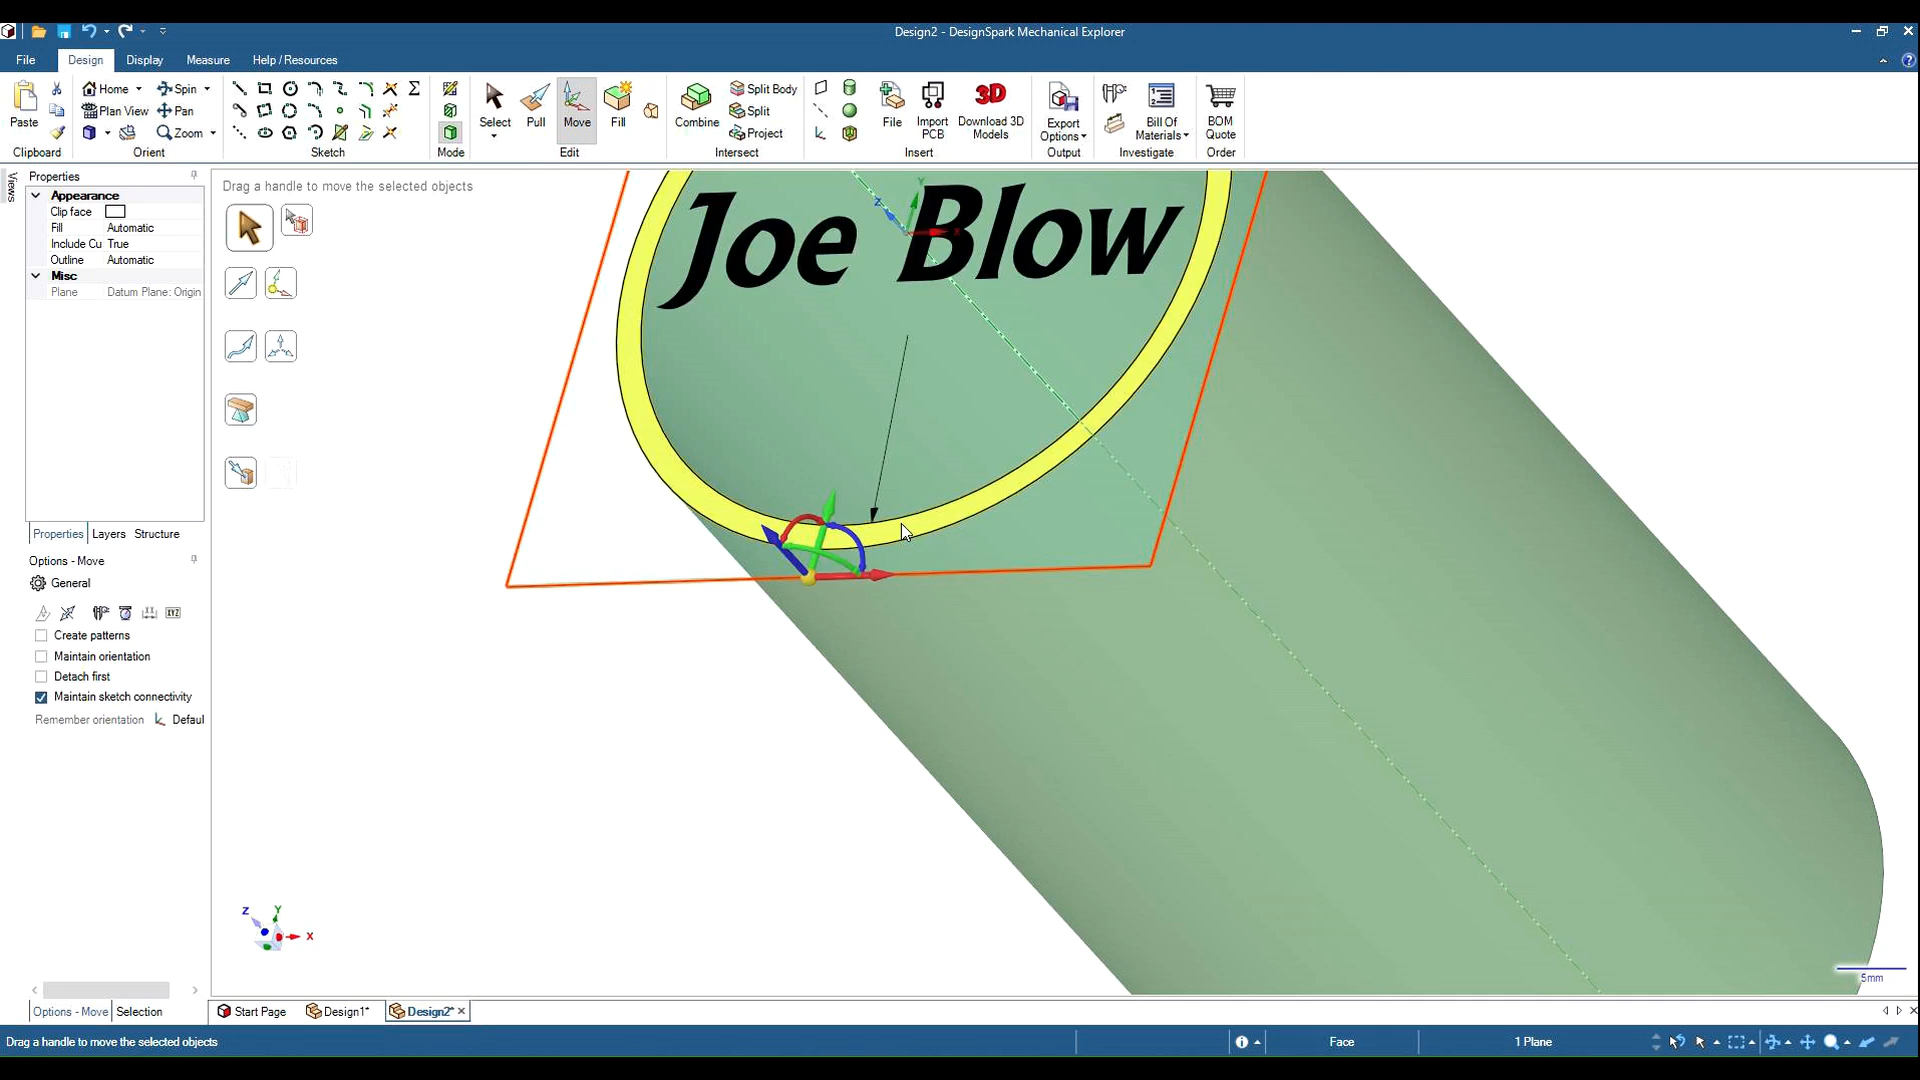 Design2 - DesignSpark Mechanical Explorer
File Design Display Measure Help / Resources
Paste
Home Spin
Plan View Pan
Zoom
Select Pull Move Fill
Combine
Split Body
Split
Project
File Import PCB Download 3D Models
3D
Export Options
Bill Of Materials
BOM Quote
Clipboard Orient Sketch Mode Edit Intersect Insert Output Investigate Order
Views
Properties
Appearance
Clip face
Fill Automatic
Include Cu True
Outline Automatic
Misc
Plane Datum Plane: Origin
Properties Layers Structure
Options - Move
General
XYZ
Create patterns
Maintain orientation
Detach first
Maintain sketch connectivity
Remember orientation Defaul
Options - Move Selection
Drag a handle to move the selected objects
Joe Blow
Y
Z
X
Z Y
X
5mm
Start Page Design1* Design2*
Drag a handle to move the selected objects
Face
1 Plane